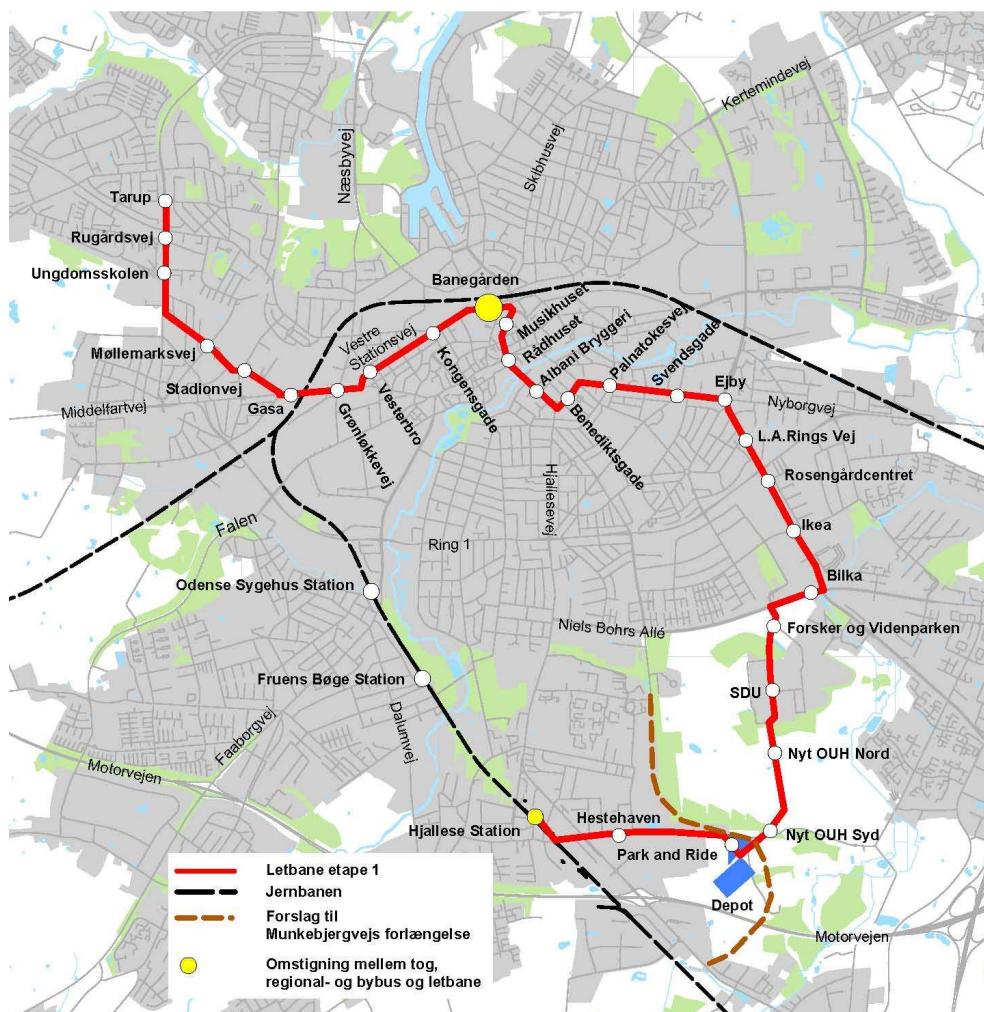 Kertemindevej
Skibhusvej
Næsbyvej
Tarup
Rugårdsvej
Ungdomsskolen
Banegården
Musikhuset
Rådhuset
Albani Bryggeri
Palnatokesvej
Svendsgade
Ejby
Nyborgvej
Vestre
Stationsvej
Kongensgade
Møllemarksvej
Stadionvej
Gasa
Middelfartvej
Grønløkkevej
Vesterbro
Benediktsgade
L.A.Rings Vej
Rosengårdcentret
Hjallesevej
Ikea
Falen
Ring 1
Bilka
Odense Sygehus Station
Niels Bohrs Allé
Forsker og Videnparken
Fruens Bøge Station
SDU
Dalumvej
Faaborgvej
Nyt OUH Nord
Motorvejen
Hestehaven
Hjallese Station
Nyt OUH Syd
Park and Ride
Depot
Motorvejen
Letbane etape 1
Jernbanen
Forslag til
Munkebjergvejs forlængelse
Omstigning mellem tog,
regional- og bybus og letbane